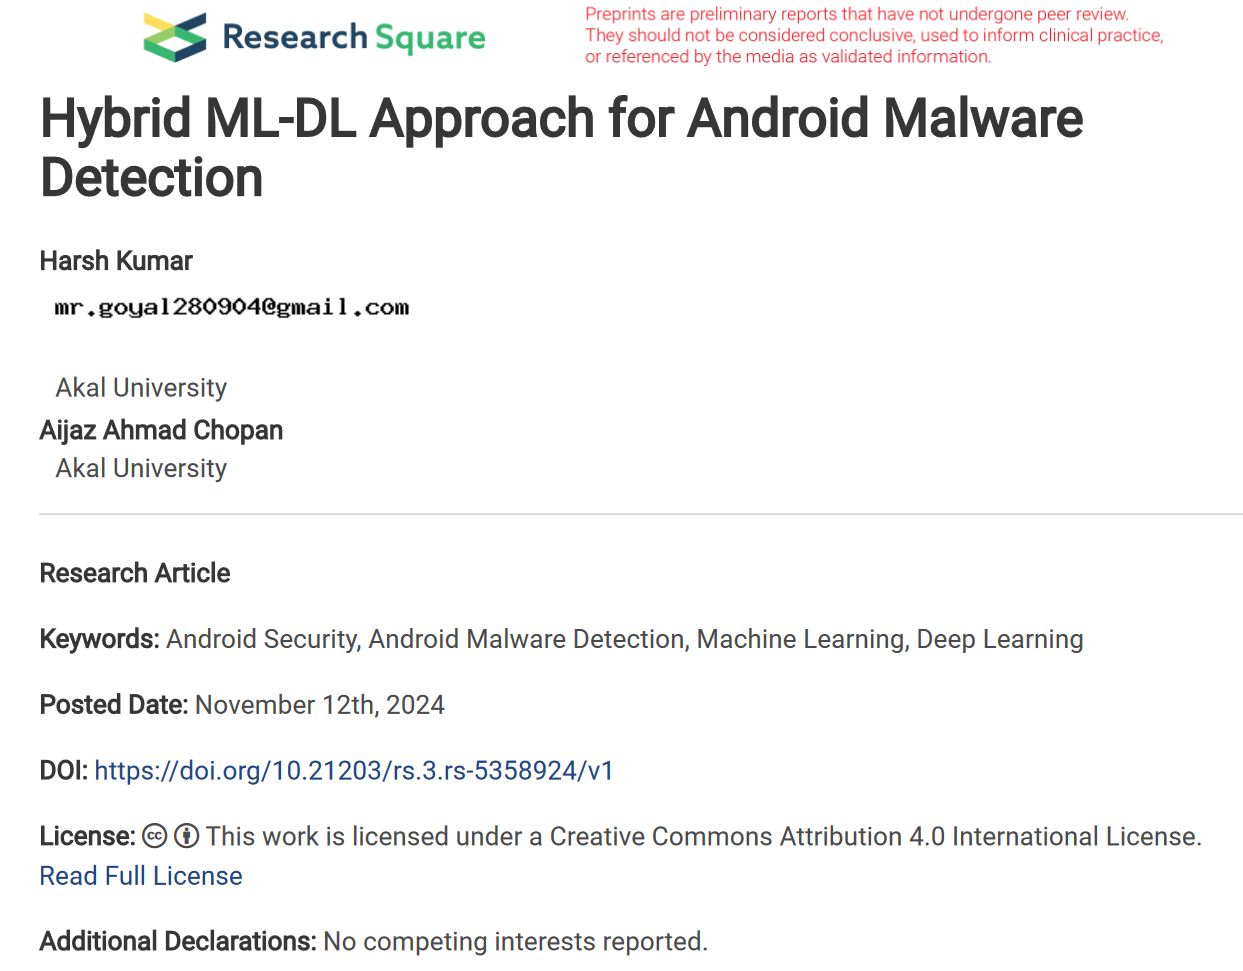 Research Square
Preprints are preliminary reports that have not undergone peer review.
They should not be considered conclusive, used to inform clinical practice,
or referenced by the media as validated information.
Hybrid ML-DL Approach for Android Malware
Detection
Harsh Kumar
mr.goyal280904@gmail.com
Akal University
Aijaz Ahmad Chopan
Akal University
Research Article
Keywords: Android Security, Android Malware Detection, Machine Learning, Deep Learning
Posted Date: November 12th, 2024
DOI: https://doi.org/10.21203/rs.3.rs-5358924/v1
License: cc This work is licensed under a Creative Commons Attribution 4.0 International License.
Read Full License
Additional Declarations: No competing interests reported.